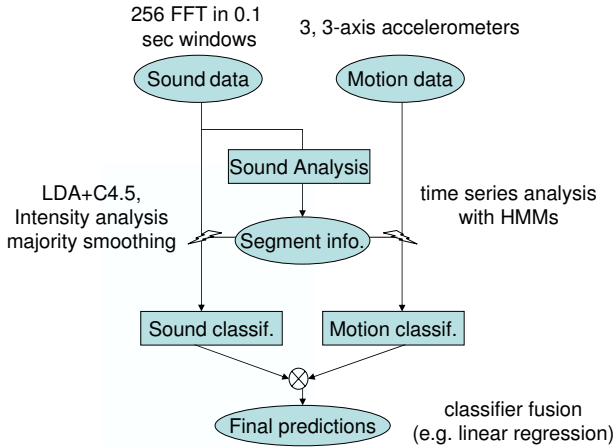 256 FFT in 0.1
sec windows
3, 3-axis accelerometers
Sound data
Motion data
Sound Analysis
LDA+C4.5,
Intensity analysis
majority smoothing
time series analysis
with HMMs
Segment info.
Sound classif.
Motion classif.
Final predictions
classifier fusion
(e.g. linear regression)